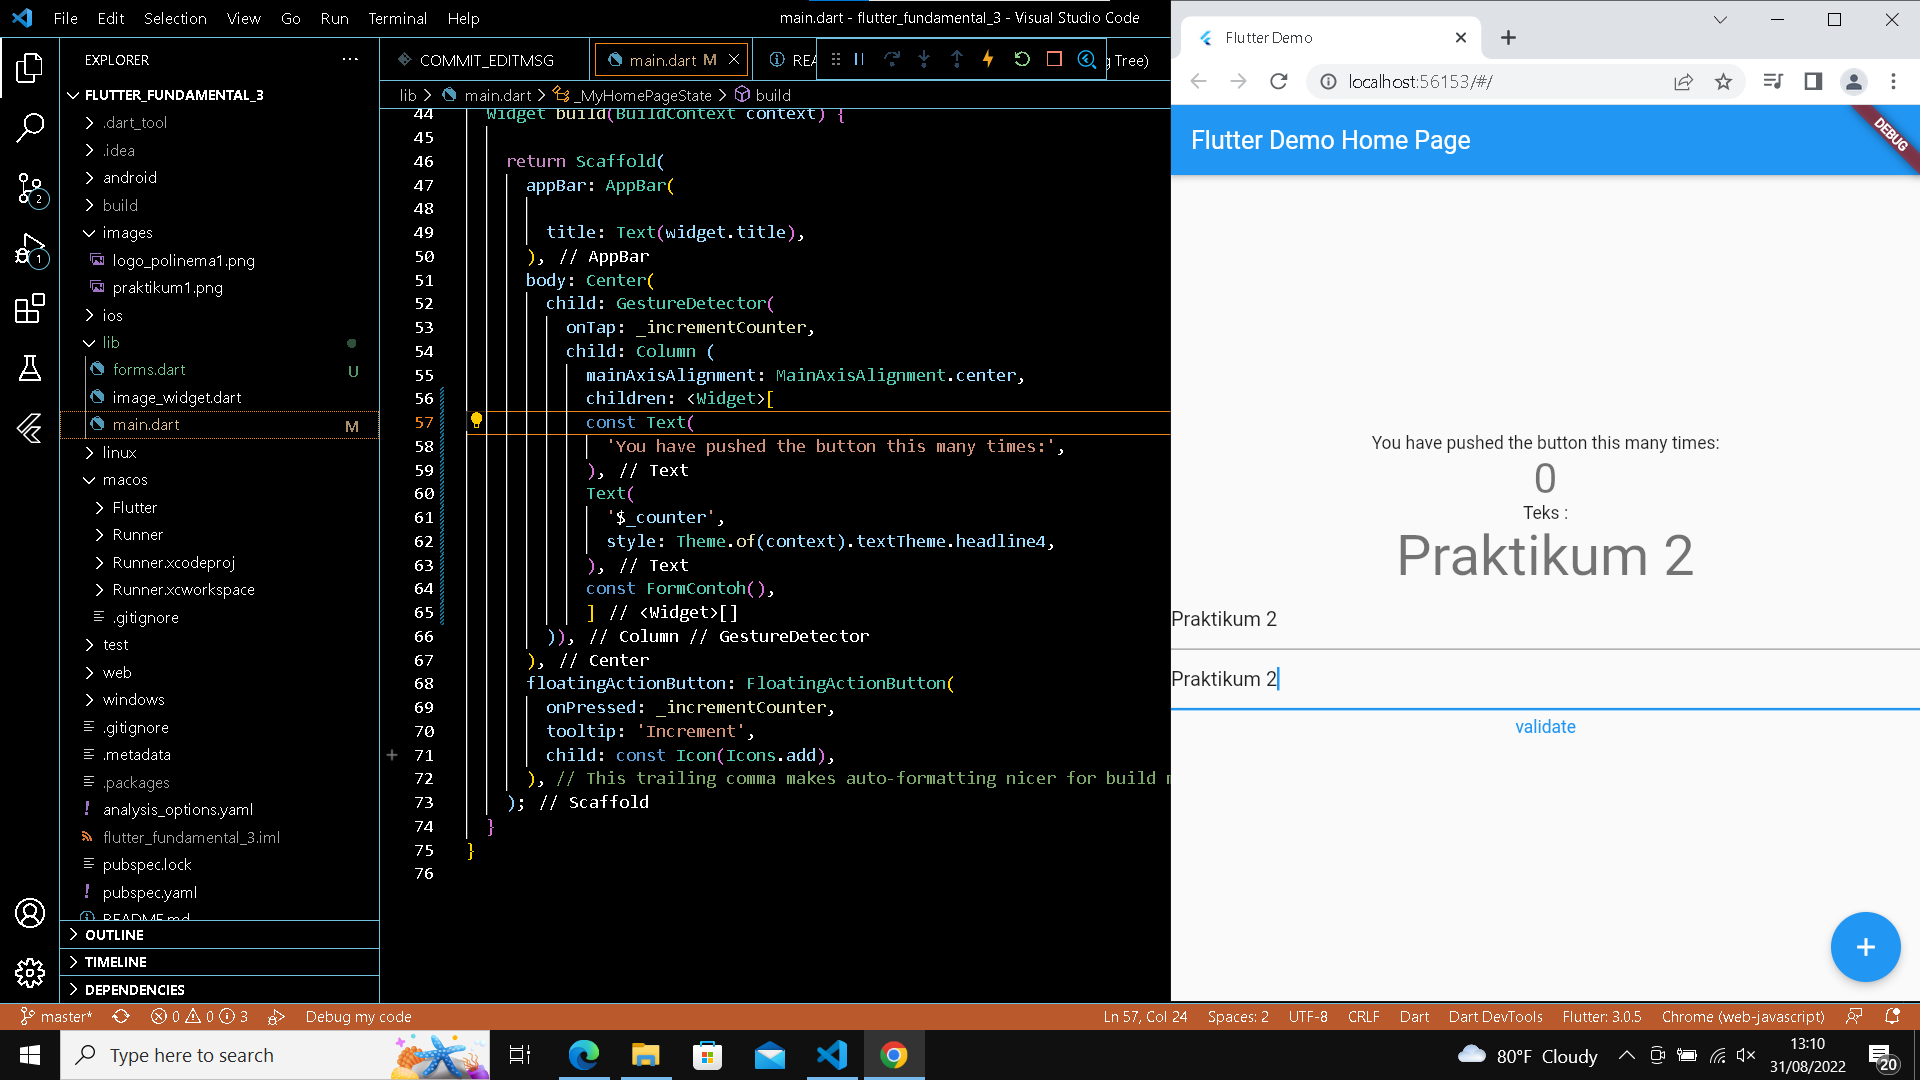 File Edit Selection View Go Run Terminal Help
main.dart - flutter_fundamental_3 - Visual Studio Code
EXPLORER
FLUTTER_FUNDAMENTAL_3
.dart_tool
.idea
android
build
images
logo_polinema1.png
praktikum1.png
ios
lib
forms.dart U
image_widget.dart
main.dart M
linux
macos
Flutter
Runner
Runner.xcodeproj
Runner.xcworkspace
.gitignore
test
web
windows
.gitignore
.metadata
.packages
analysis_options.yaml
flutter_fundamental_3.iml
pubspec.lock
pubspec.yaml
README.md
OUTLINE
TIMELINE
DEPENDENCIES
2
1
COMMIT_EDITMSG
main.dart M
REA
Tree)
lib > main.dart > _MyHomePageState > build
44 Widget build(BuildContext context) {
45
46 return Scaffold(
47 appBar: AppBar(
48
49 title: Text(widget.title),
50 ), // AppBar
51 body: Center(
52 child: GestureDetector(
53 onTap: _incrementCounter,
54 child: Column (
55 mainAxisAlignment: MainAxisAlignment.center,
56 children: <Widget>[
57 const Text(
58 'You have pushed the button this many times:',
59 ), // Text
60 Text(
61 '$_counter',
62 style: Theme.of(context).textTheme.headline4,
63 ), // Text
64 const FormContoh(),
65 ] // <Widget>[]
66 )), // Column // GestureDetector
67 ), // Center
68 floatingActionButton: FloatingActionButton(
69 onPressed: _incrementCounter,
70 tooltip: 'Increment',
71 child: const Icon(Icons.add),
72 ), // This trailing comma makes auto-formatting nicer for build
73 ); // Scaffold
74 }
75 }
76
Flutter Demo
localhost:56153/#/
Flutter Demo Home Page
DEBUG
You have pushed the button this many times:
0
Teks :
Praktikum 2
Praktikum 2
Praktikum 2
validate
+
master* 0 0 3 Debug my code
Ln 57, Col 24 Spaces: 2 UTF-8 CRLF Dart Dart DevTools Flutter: 3.0.5 Chrome (web-javascript)
Type here to search
80°F Cloudy
13:10
31/08/2022
20